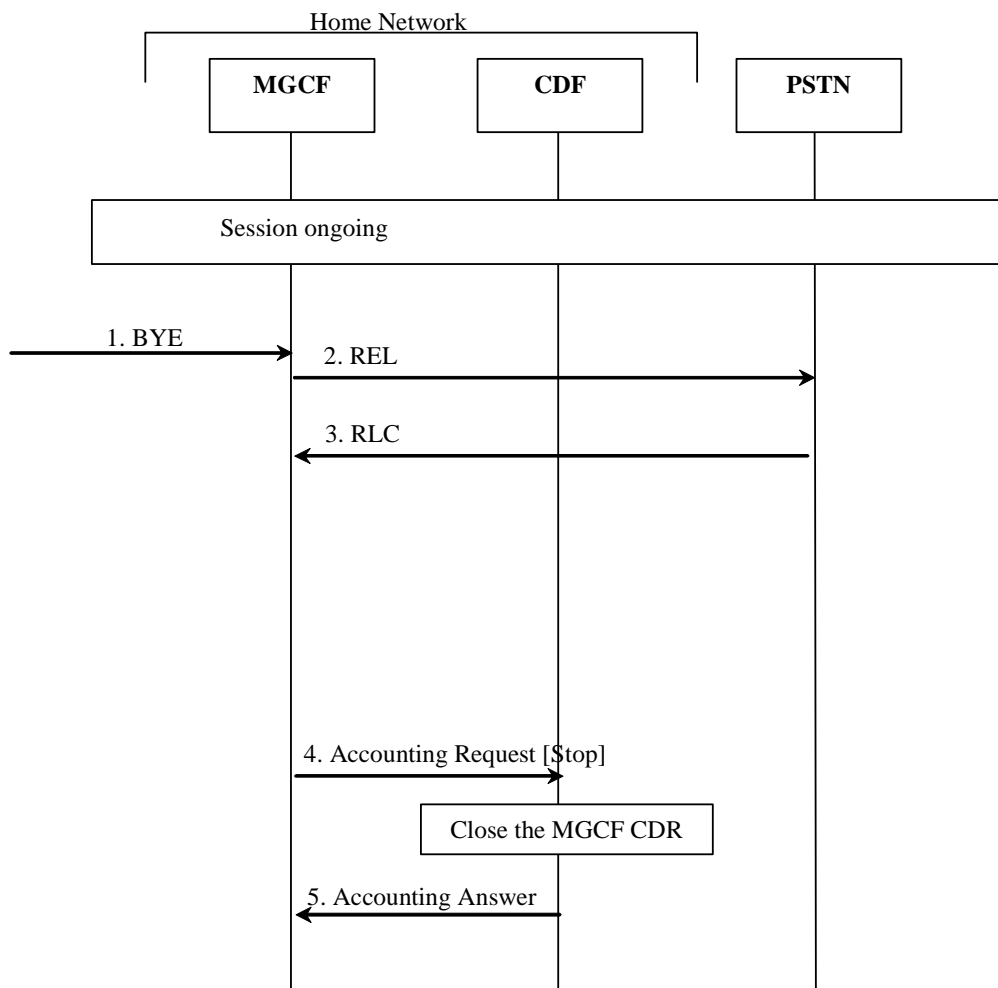 Home Network
MGCF
CDF
PSTN
Session ongoing
1. BYE
2. REL
3. RLC
4. Accounting Request [Stop]
Close the MGCF CDR
5. Accounting Answer